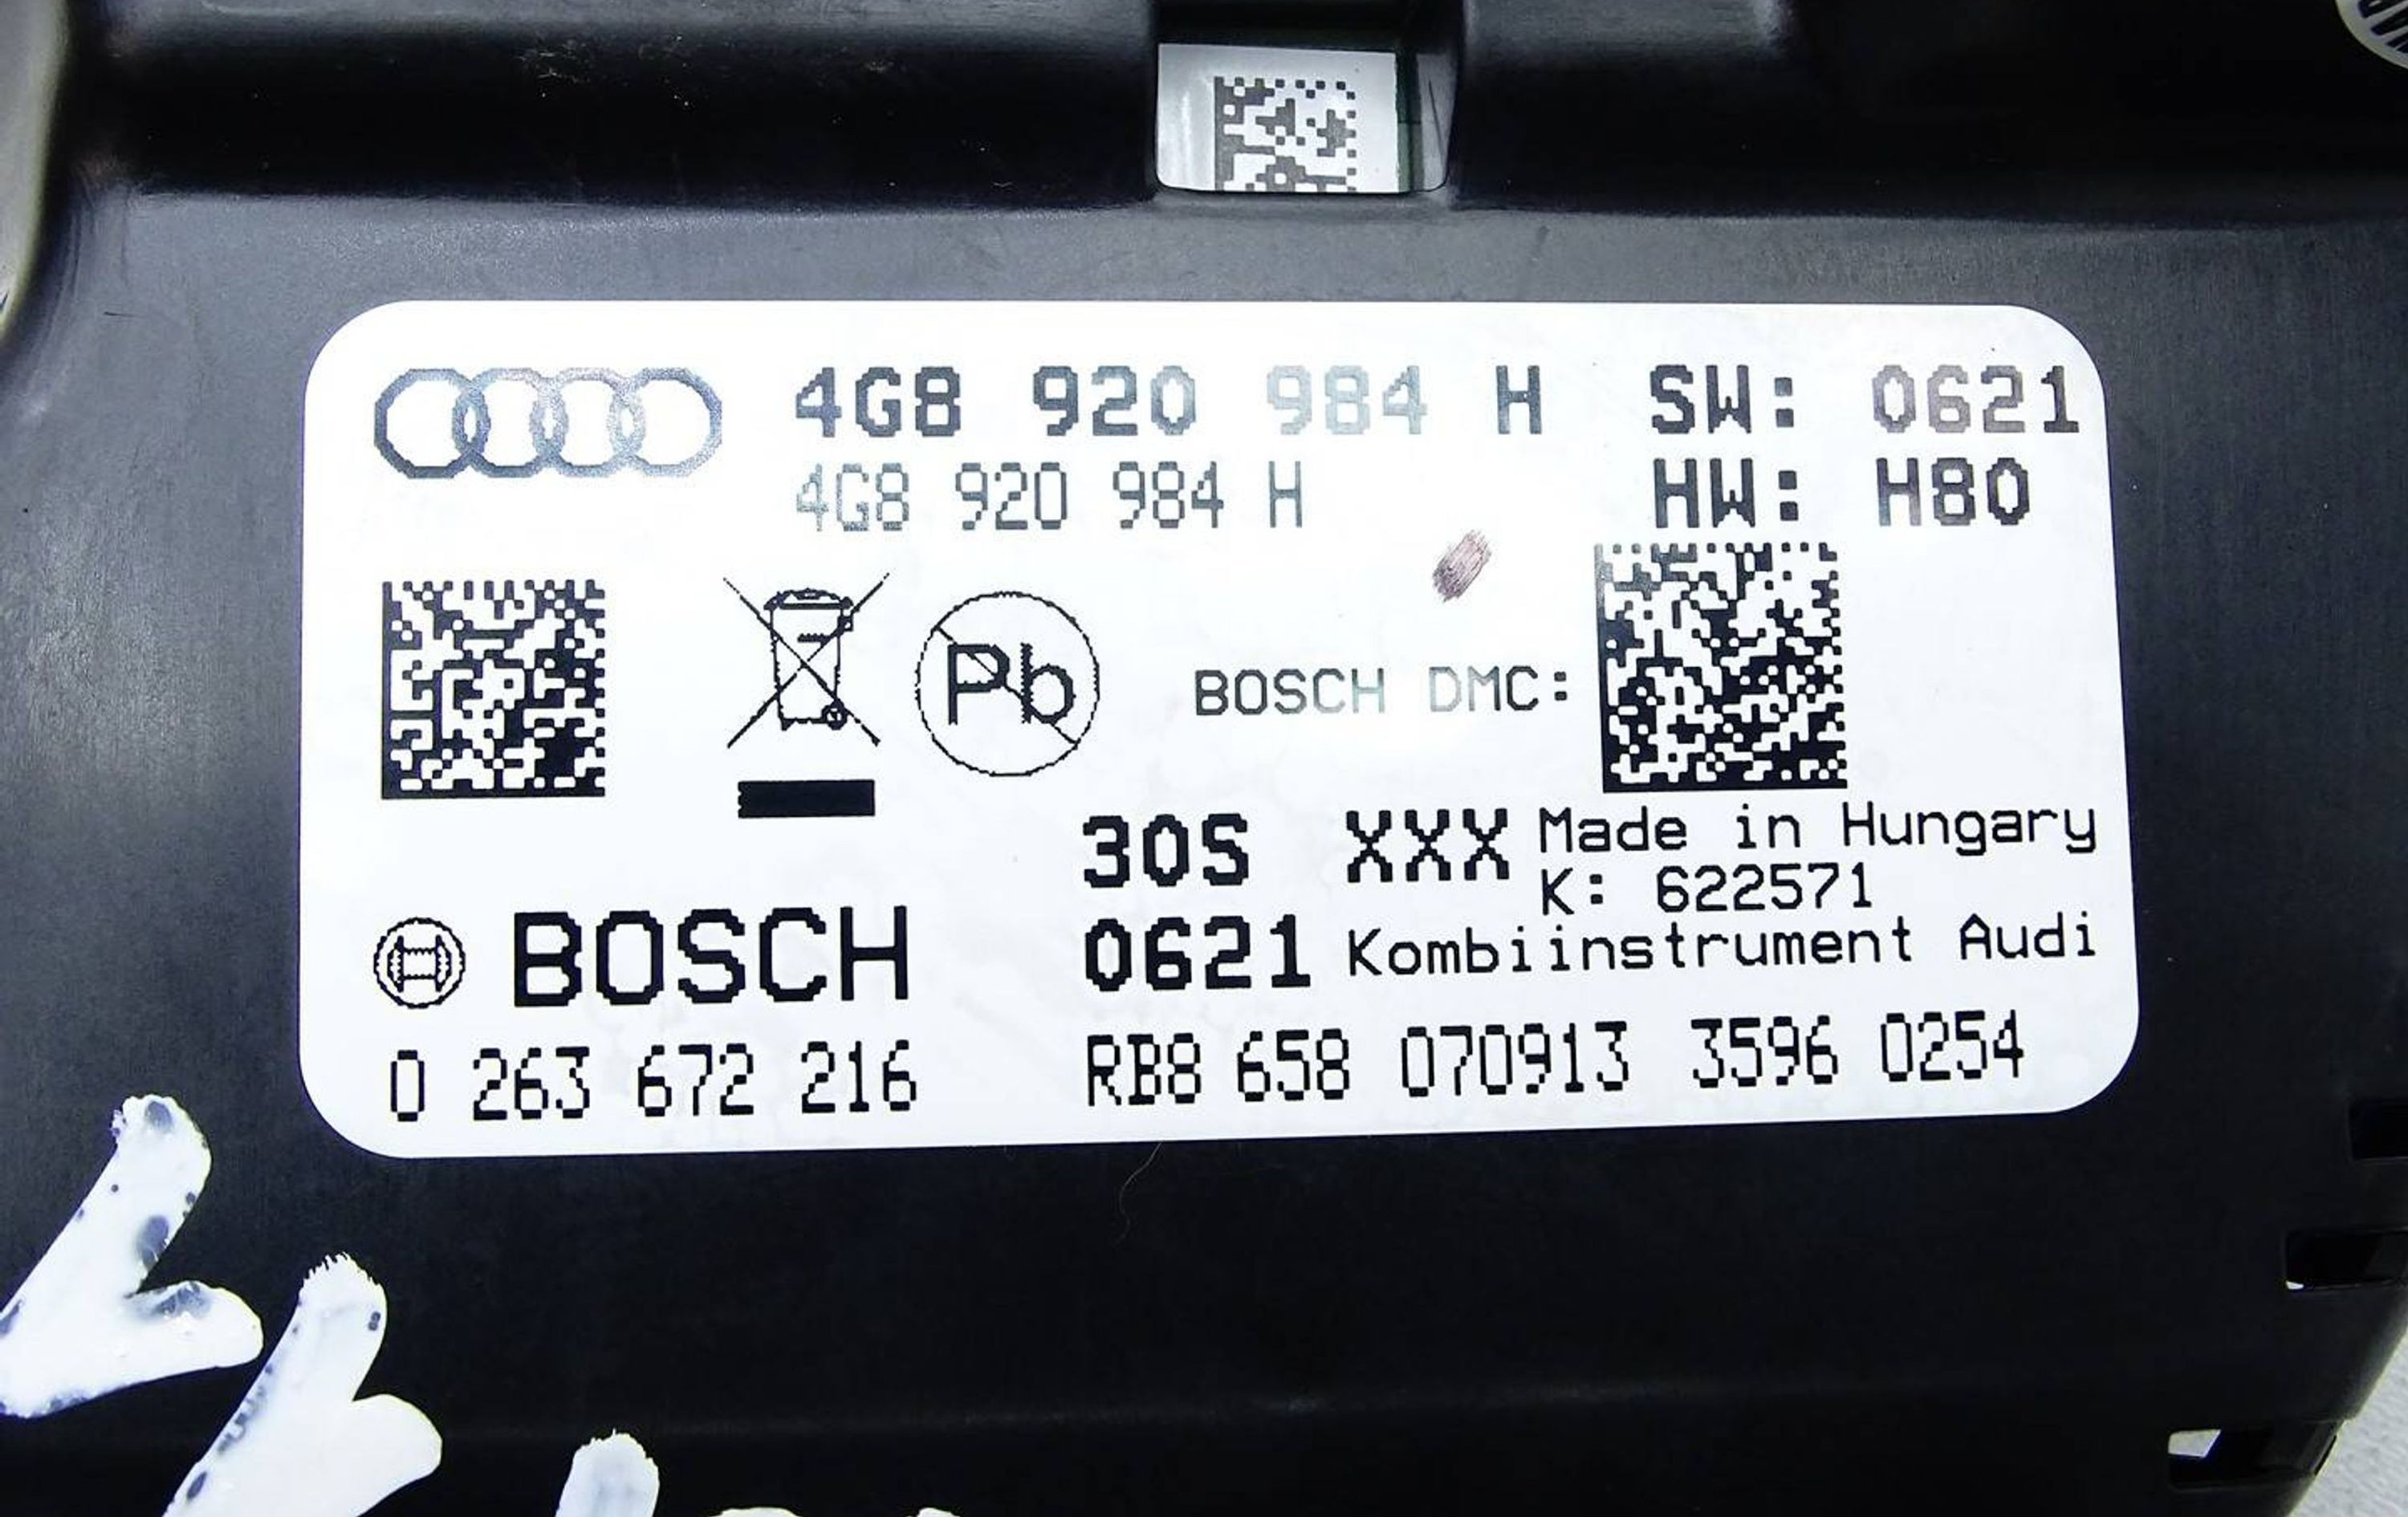 4G8 920 984 H SW: 0621
4G8 920 984 H HW: H80
Pb
BOSCH DMC:
30S XXX Made in Hungary
K: 622571
BOSCH 0621 Kombiinstrument Audi
0 263 672 216 RB8 658 070913 3596 0254